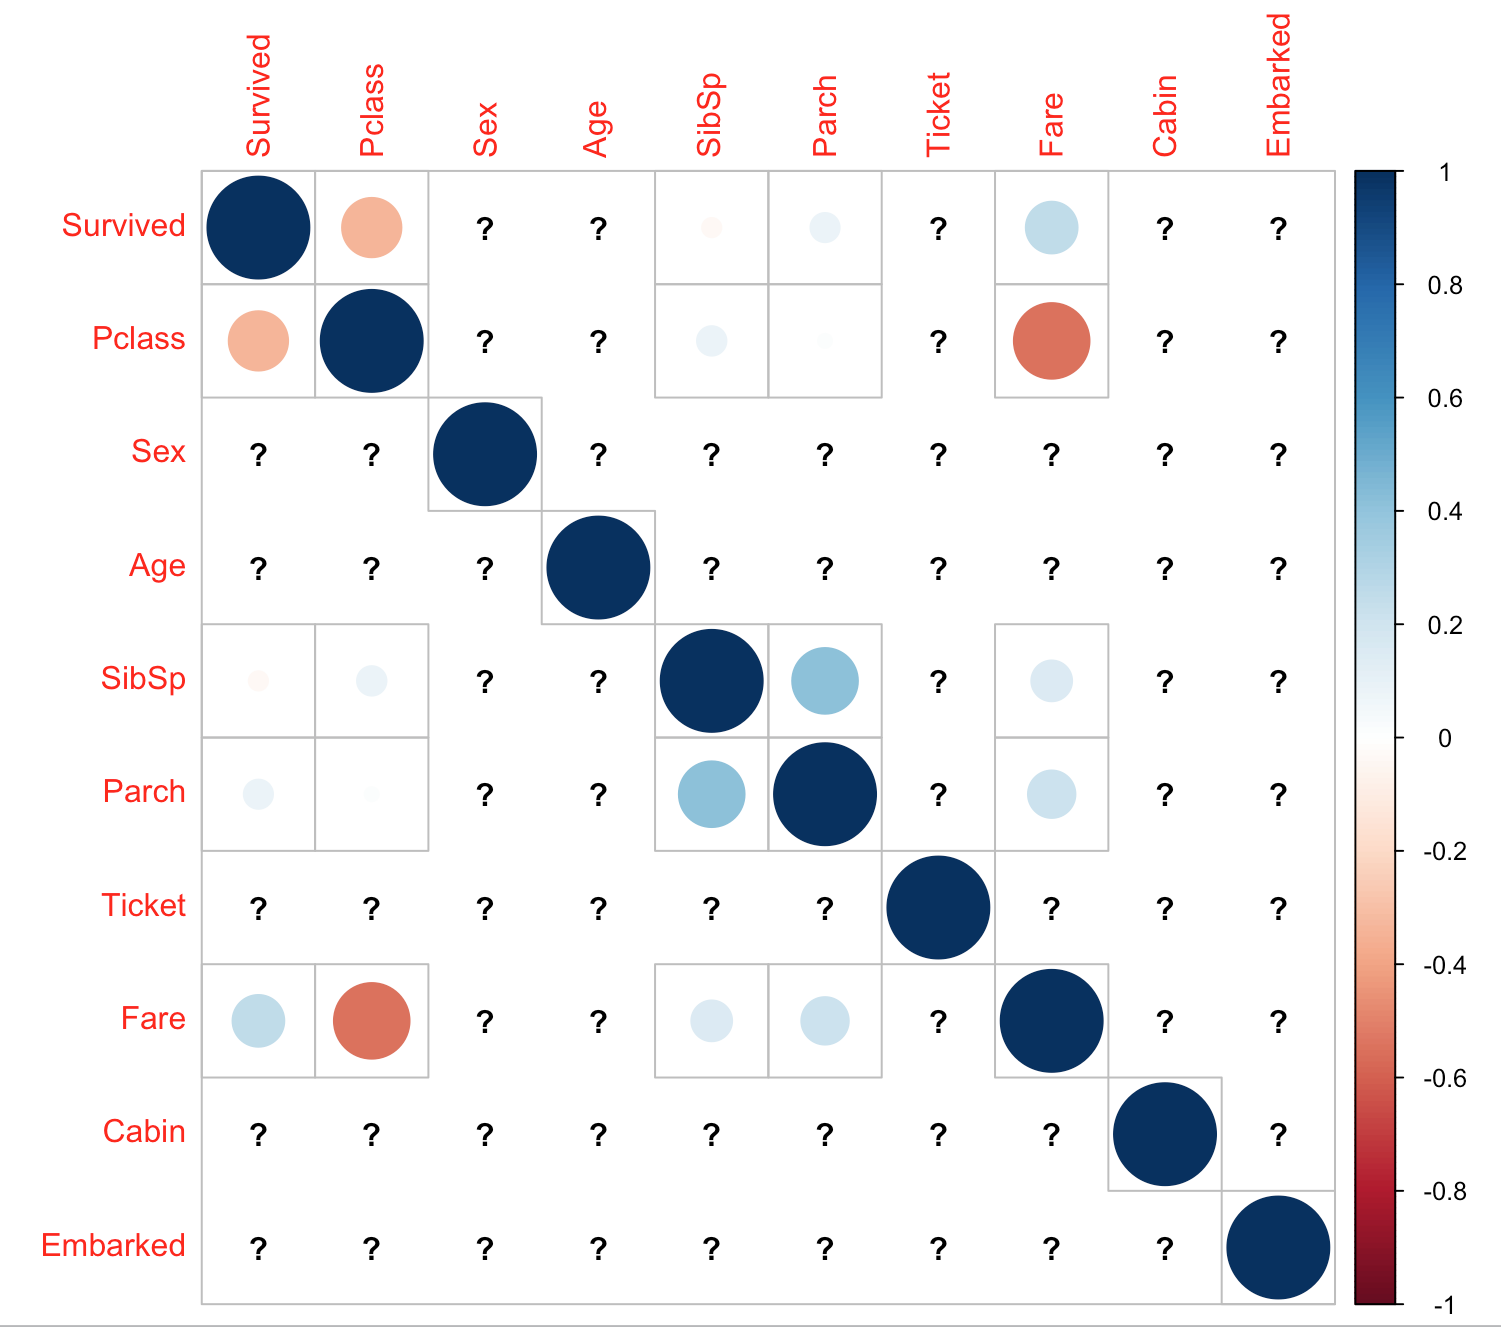 Survived Pclass Sex Age SibSp Parch Ticket Fare Cabin Embarked
1
Survived ? ? ? ? ?
0.8
Pclass ? ? ? ? ?
0.6
Sex ? ? ? ? ? ? ? ? ?
0.4
Age ? ? ? ? ? ? ? ? ?
0.2
SibSp ? ? ? ? ?
0
Parch ? ? ? ? ?
-0.2
Ticket ? ? ? ? ? ? ? ? ?
-0.4
Fare ? ? ? ? ?
-0.6
Cabin ? ? ? ? ? ? ? ? ?
-0.8
Embarked ? ? ? ? ? ? ? ? ?
-1